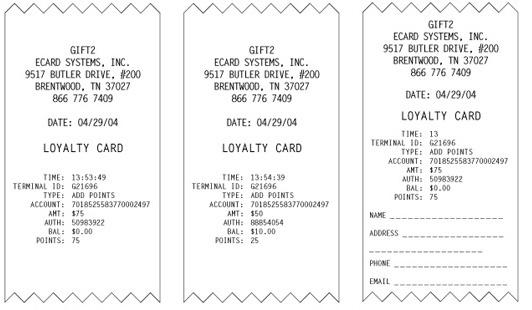 GIFT2
ECARD SYSTEMS, INC.
9517 BUTLER DRIVE, #200
BRENTWOOD, TN 37027
866 776 7409
DATE: 04/29/04
LOYALTY CARD
TIME: 13:53:49
TERMINAL ID: G21696
TYPE: ADD POINTS
ACCOUNT: 7018525583770002497
AMT: $75
AUTH: 50983922
BAL: $0.00
POINTS: 75
GIFT2
ECARD SYSTEMS, INC.
9517 BUTLER DRIVE, #200
BRENTWOOD, TN 37027
866 776 7409
DATE: 04/29/04
LOYALTY CARD
TIME: 13:54:39
TERMINAL ID: G21696
TYPE: ADD POINTS
ACCOUNT: 7018525583770002497
AMT: $50
AUTH: 88854054
BAL: $10.00
POINTS: 25
GIFT2
ECARD SYSTEMS, INC.
9517 BUTLER DRIVE, #200
BRENTWOOD, TN 37027
866 776 7409
DATE: 04/29/04
LOYALTY CARD
TIME: 13
TERMINAL ID: G21696
TYPE: ADD POINTS
ACCOUNT: 7018525583770002497
AMT: $75
AUTH: 50983922
BAL: $0.00
POINTS: 75
NAME ____________________
ADDRESS __________________
____________________
PHONE ____________________
EMAIL ____________________